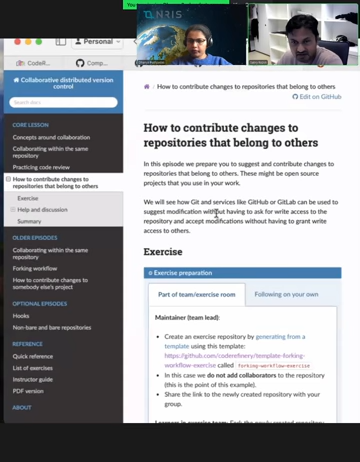 NRIS
Personal
CodeR...
Comp...
Collaborative distributed version
control
Search docs
CORE LESSON
Concepts around collaboration
Collaborating within the same
repository
Practicing code review
How to contribute changes to
repositories that belong to others
Exercise
Help and discussion
Summary
OLDER EPISODES
Collaborating within the same
repository
Forking workflow
How to contribute changes to
somebody else's project
OPTIONAL EPISODES
Hooks
Non-bare and bare repositories
REFERENCE
Quick reference
List of exercises
Instructor guide
PDF version
ABOUT
/ How to contribute changes to repositories that belong to others
Edit on GitHub
How to contribute changes to
repositories that belong to others
In this episode we prepare you to suggest and contribute changes to
repositories that belong to others. These might be open source
projects that you use in your work.
We will see how Git and services like GitHub or GitLab can be used to
suggest modification without having to ask for write access to the
repository and accept modifications without having to grant write
access to others.
Exercise
Exercise preparation
Part of team/exercise room
Following on your own
Maintainer (team lead):
Create an exercise repository by generating from a
template using this template:
https://github.com/coderefinery/template-forking-
workflow-exercise called forking-workflow-exercise
In this case we do not add collaborators to the repository
(this is the point of this example).
Share the link to the newly created repository with your
group.